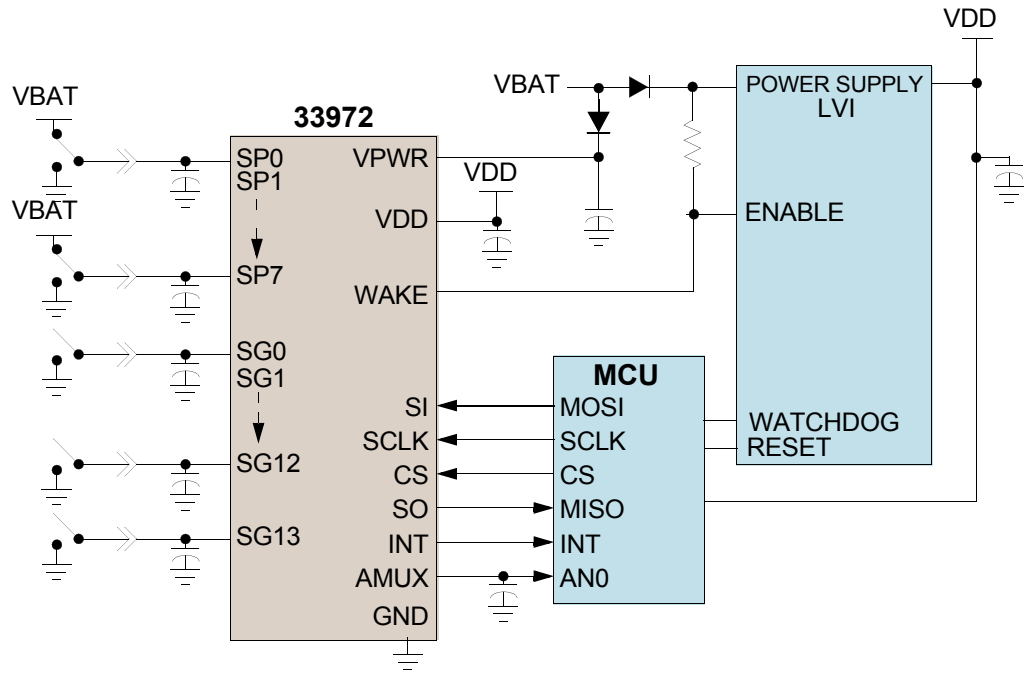 VDD
VBAT
VBAT
POWER SUPPLY
LVI
33972
SP0
SP1
VPWR
VDD
VBAT
VDD
ENABLE
SP7
WAKE
SG0
SG1
MCU
SI
MOSI
WATCHDOG
SCLK
SCLK
RESET
SG12
CS
CS
SO
MISO
SG13
INT
INT
AMUX
AN0
GND